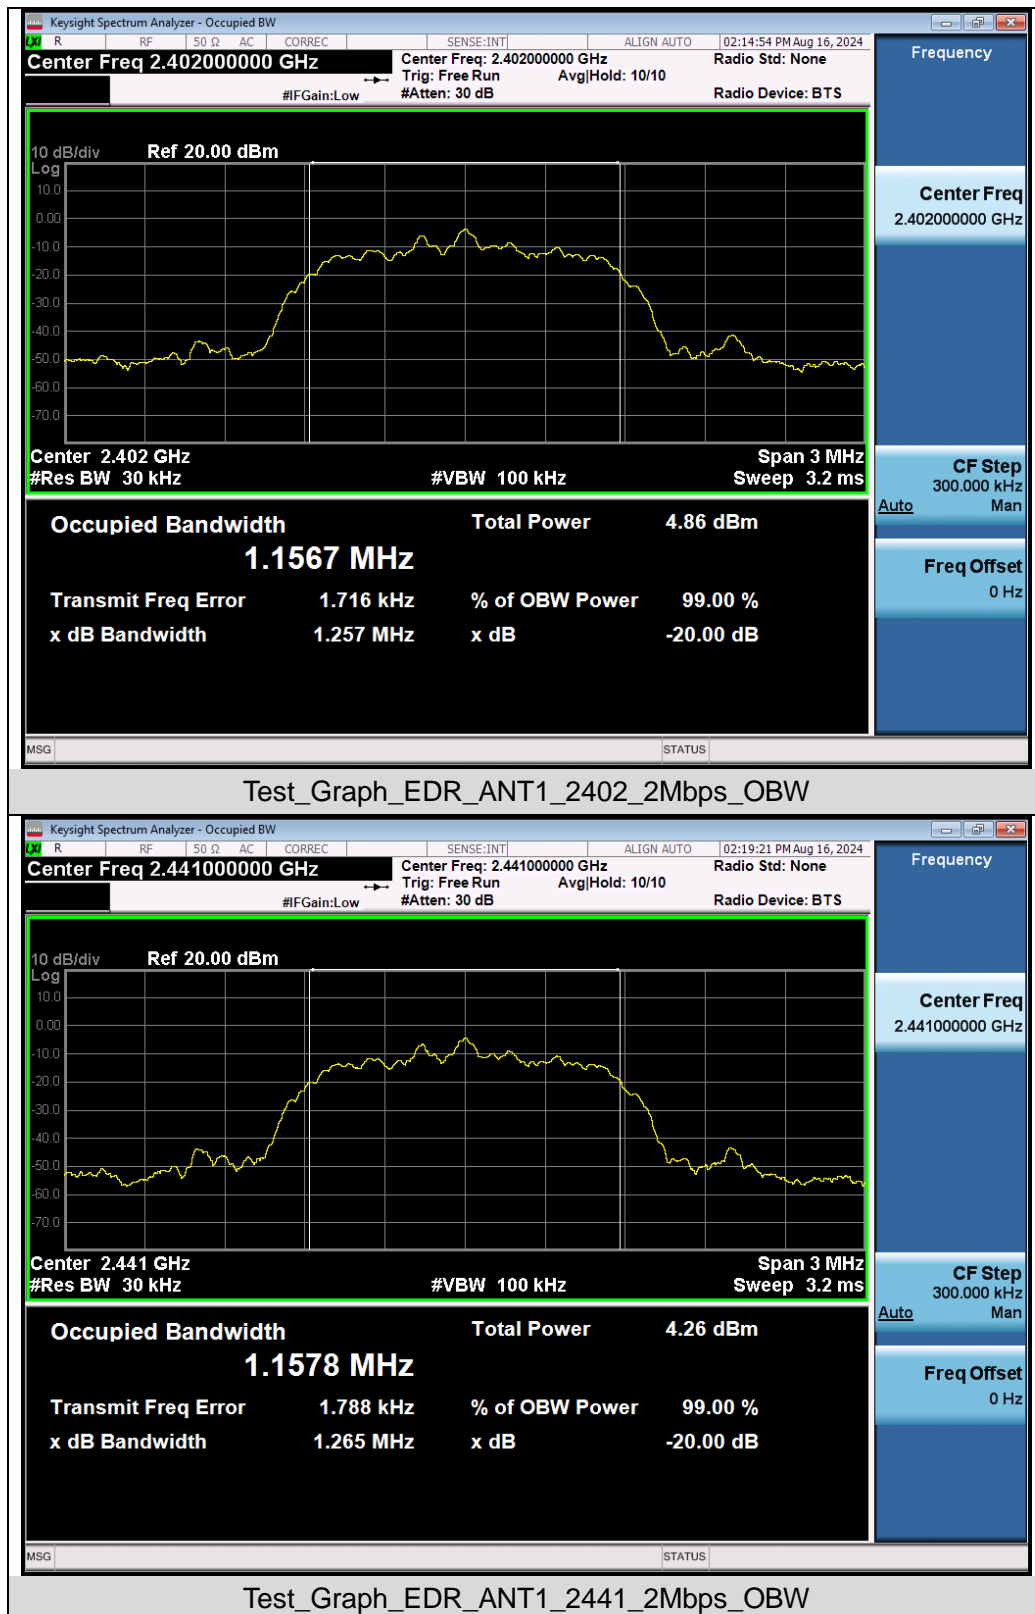 Keysight Spectrum Analyzer - Occupied BW
LXI R RF 50 Ω AC CORREC SENSE:INT ALIGN AUTO 02:14:54 PM Aug 16, 2024
Center Freq 2.402000000 GHz
Center Freq: 2.402000000 GHz Radio Std: None
Trig: Free Run Avg|Hold: 10/10
#IFGain:Low #Atten: 30 dB Radio Device: BTS
Frequency
10 dB/div Ref 20.00 dBm
Log
10.0
0.00
-10.0
-20.0
-30.0
-40.0
-50.0
-60.0
-70.0
Center 2.402 GHz Span 3 MHz
#Res BW 30 kHz #VBW 100 kHz Sweep 3.2 ms
Center Freq
2.402000000 GHz
CF Step
300.000 kHz
Auto Man
Freq Offset
0 Hz
Occupied Bandwidth Total Power 4.86 dBm
1.1567 MHz
Transmit Freq Error 1.716 kHz % of OBW Power 99.00 %
x dB Bandwidth 1.257 MHz x dB -20.00 dB
MSG STATUS
Test_Graph_EDR_ANT1_2402_2Mbps_OBW
Keysight Spectrum Analyzer - Occupied BW
LXI R RF 50 Ω AC CORREC SENSE:INT ALIGN AUTO 02:19:21 PM Aug 16, 2024
Center Freq 2.441000000 GHz
Center Freq: 2.441000000 GHz Radio Std: None
Trig: Free Run Avg|Hold: 10/10
#IFGain:Low #Atten: 30 dB Radio Device: BTS
Frequency
10 dB/div Ref 20.00 dBm
Log
10.0
0.00
-10.0
-20.0
-30.0
-40.0
-50.0
-60.0
-70.0
Center 2.441 GHz Span 3 MHz
#Res BW 30 kHz #VBW 100 kHz Sweep 3.2 ms
Center Freq
2.441000000 GHz
CF Step
300.000 kHz
Auto Man
Freq Offset
0 Hz
Occupied Bandwidth Total Power 4.26 dBm
1.1578 MHz
Transmit Freq Error 1.788 kHz % of OBW Power 99.00 %
x dB Bandwidth 1.265 MHz x dB -20.00 dB
MSG STATUS
Test_Graph_EDR_ANT1_2441_2Mbps_OBW